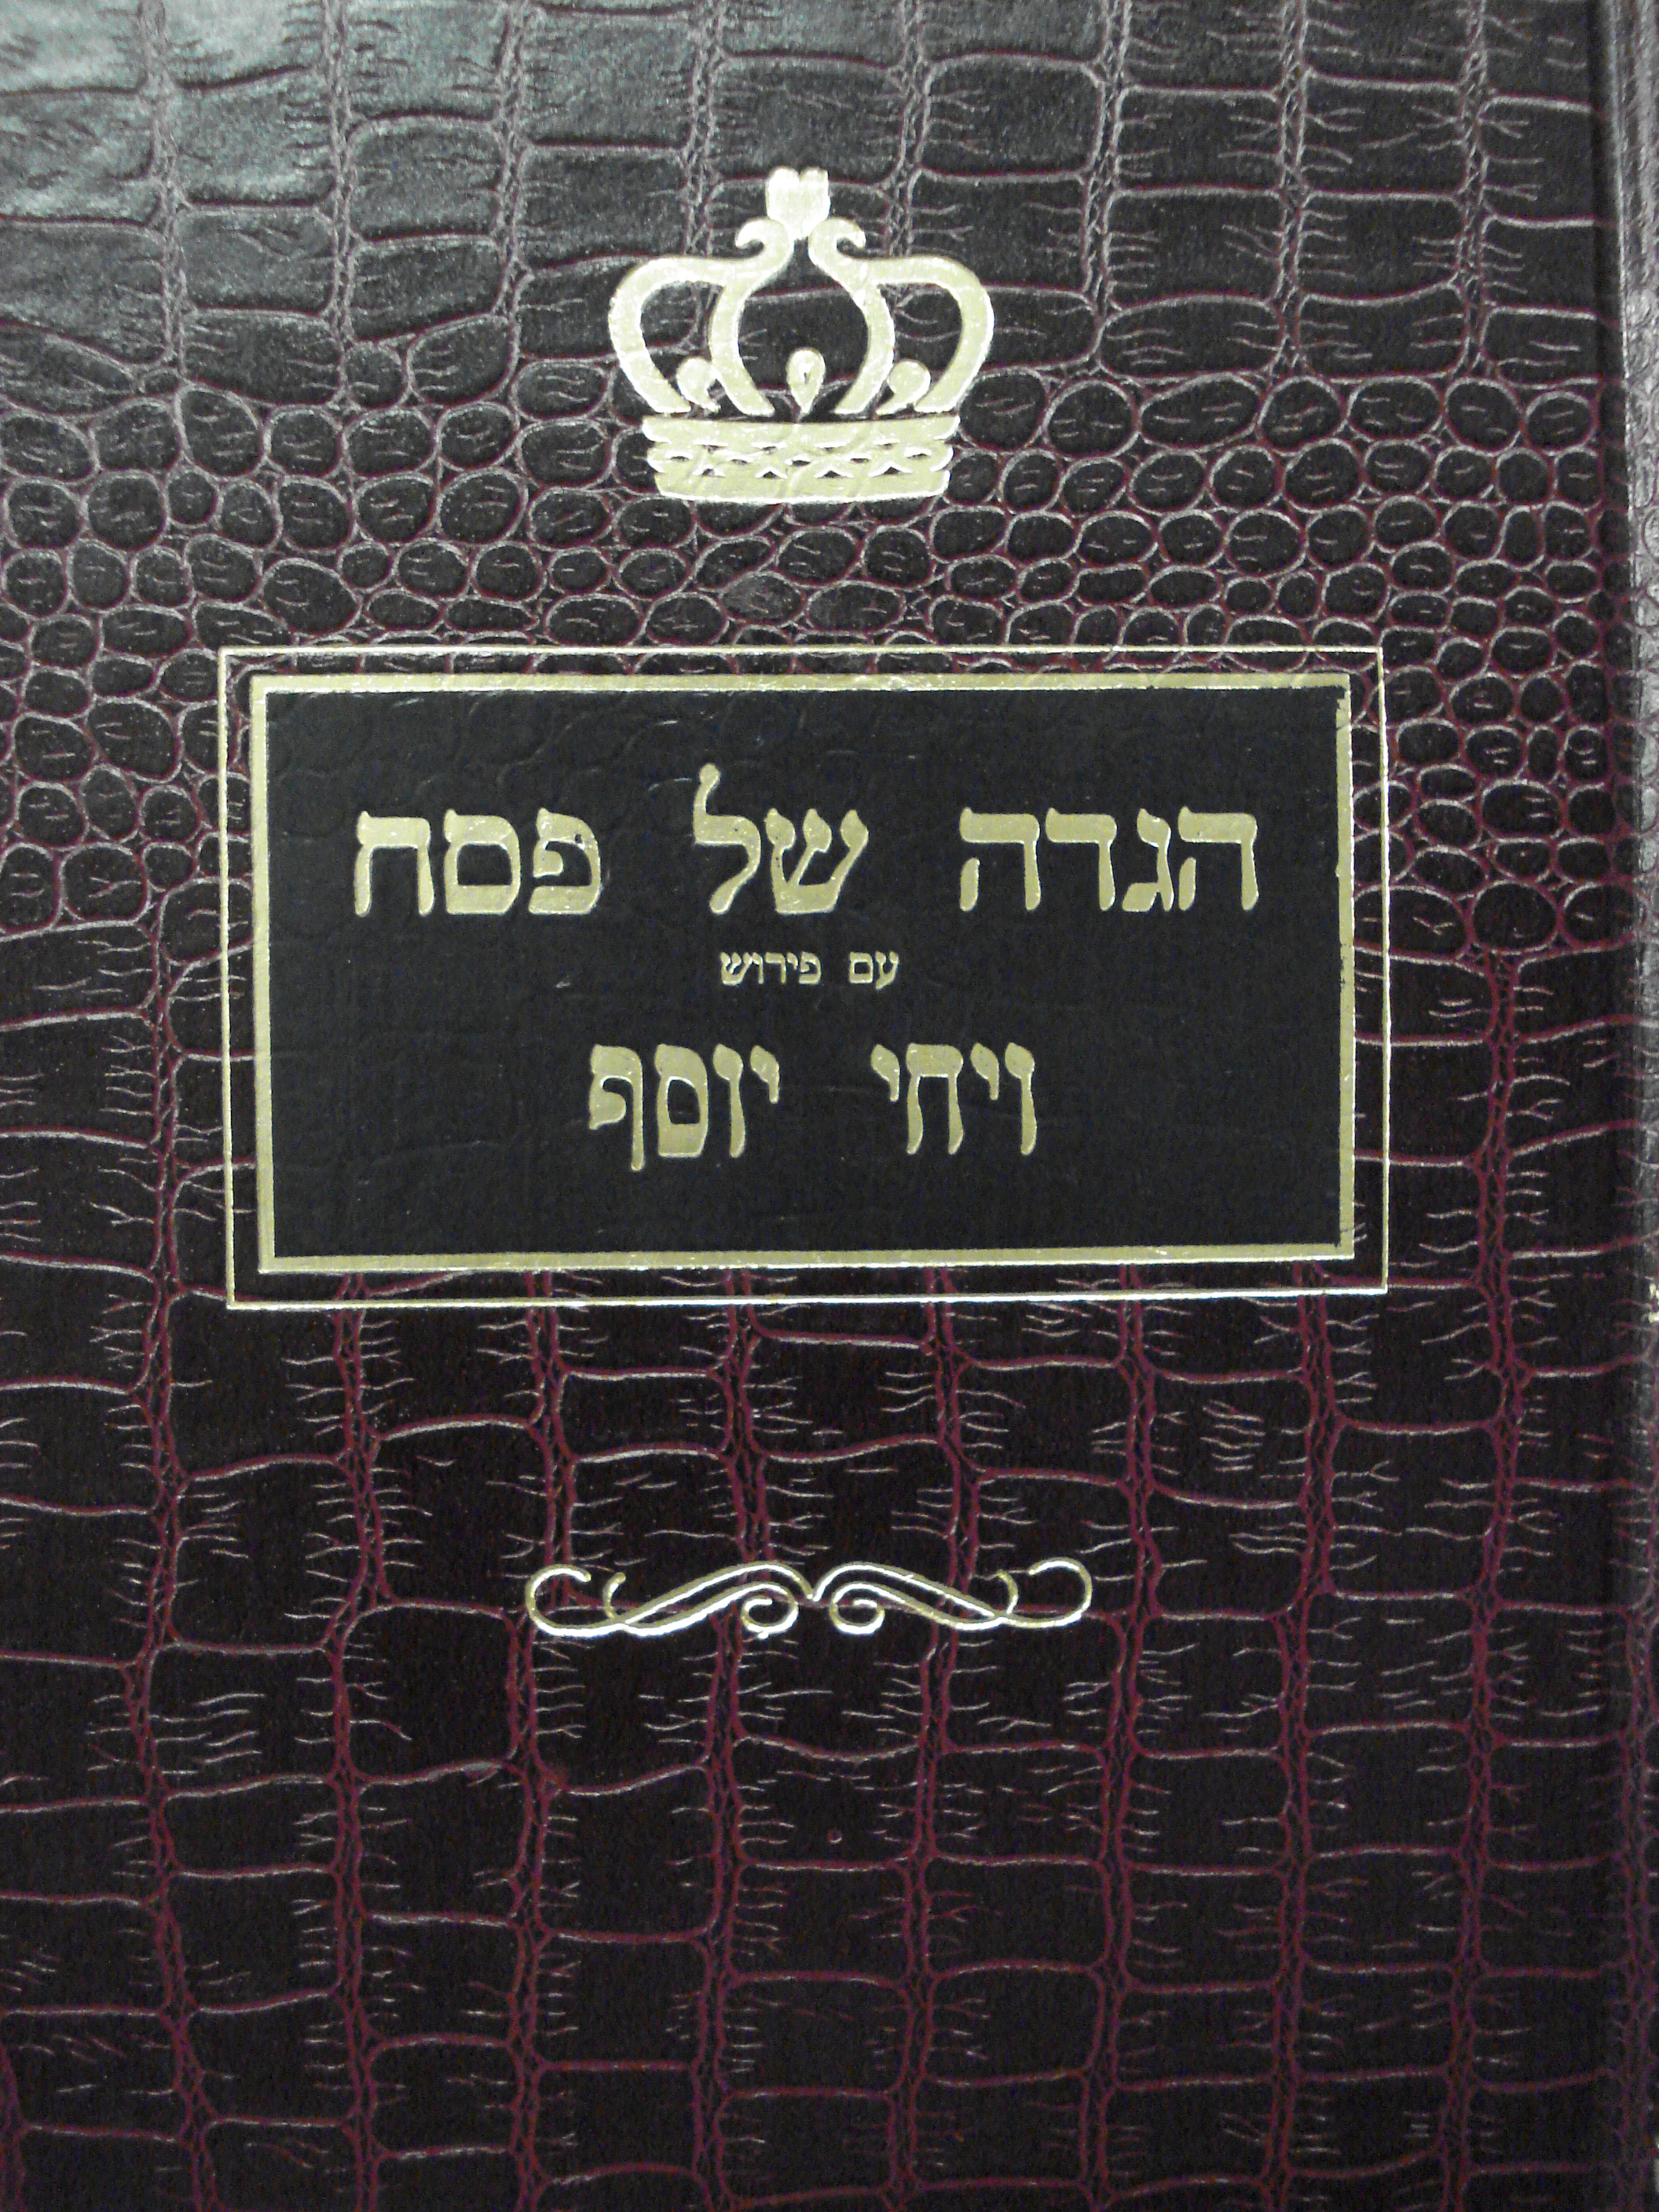 הגדה של פסח
עם פירוש
ויחי יוסף